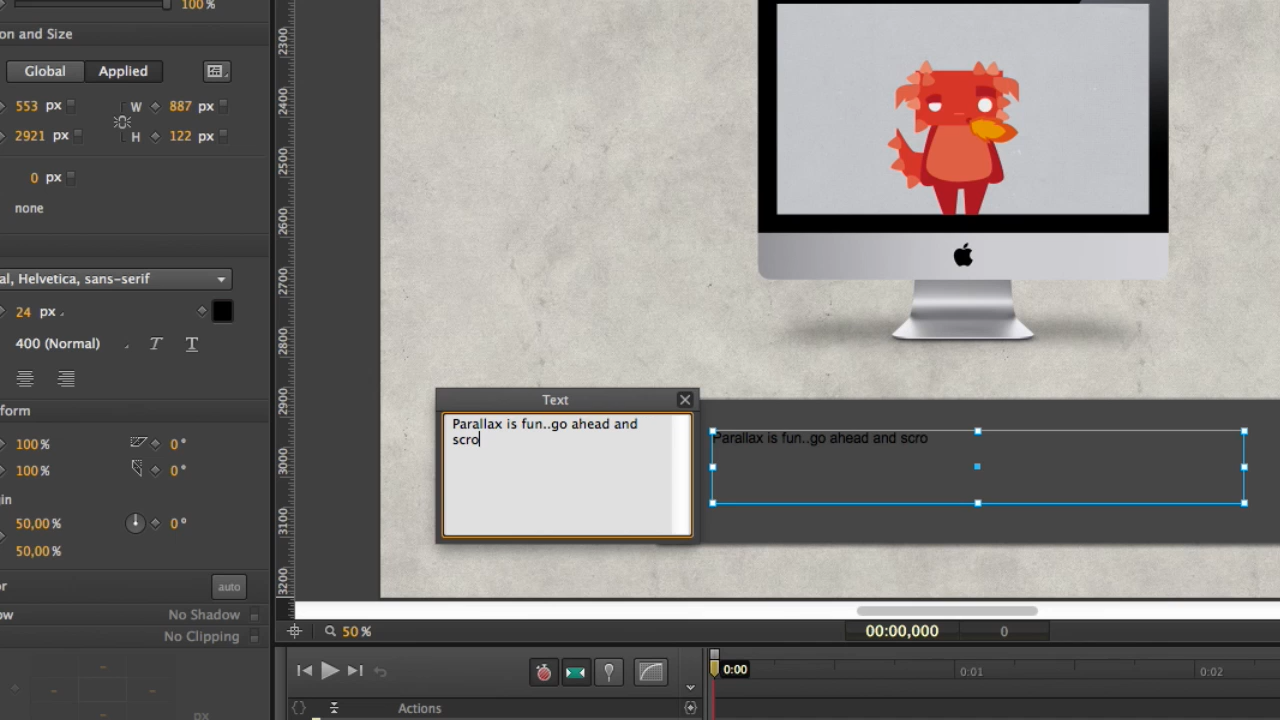 100 %
on and Size
Global Applied
553 px W 887 px
2921 px H 122 px
0 px
none
al, Helvetica, sans-serif
24 px
400 (Normal) T T
form
100 % 0 °
100 % 0 °
gin
50,00 % 0 °
50,00 %
or auto
ow No Shadow
No Clipping
px
2300
2400
2500
2600
2700
2800
2900
3000
3100
3200
Text
Parallax is fun..go ahead and
scro
Parallax is fun..go ahead and scro
50 % 00:00,000 0
0:00 0:01 0:02
{} Actions